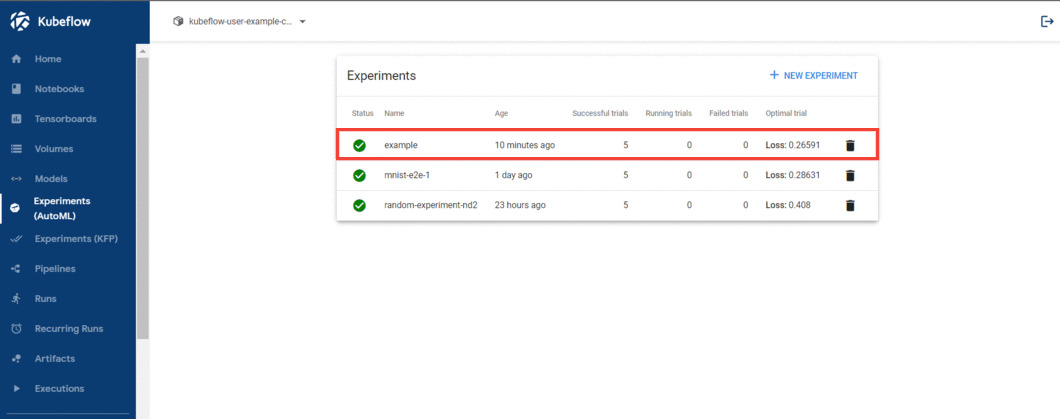 Kubeflow
kubeflow-user-example-c...
Home
Notebooks
Tensorboards
Volumes
Models
Experiments
(AutoML)
Experiments (KFP)
Pipelines
Runs
Recurring Runs
Artifacts
Executions
Experiments
+ NEW EXPERIMENT
Status Name Age Successful trials Running trials Failed trials Optimal trial
example 10 minutes ago 5 0 0 Loss: 0.26591
mnist-e2e-1 1 day ago 5 0 0 Loss: 0.28631
random-experiment-nd2 23 hours ago 5 0 0 Loss: 0.408